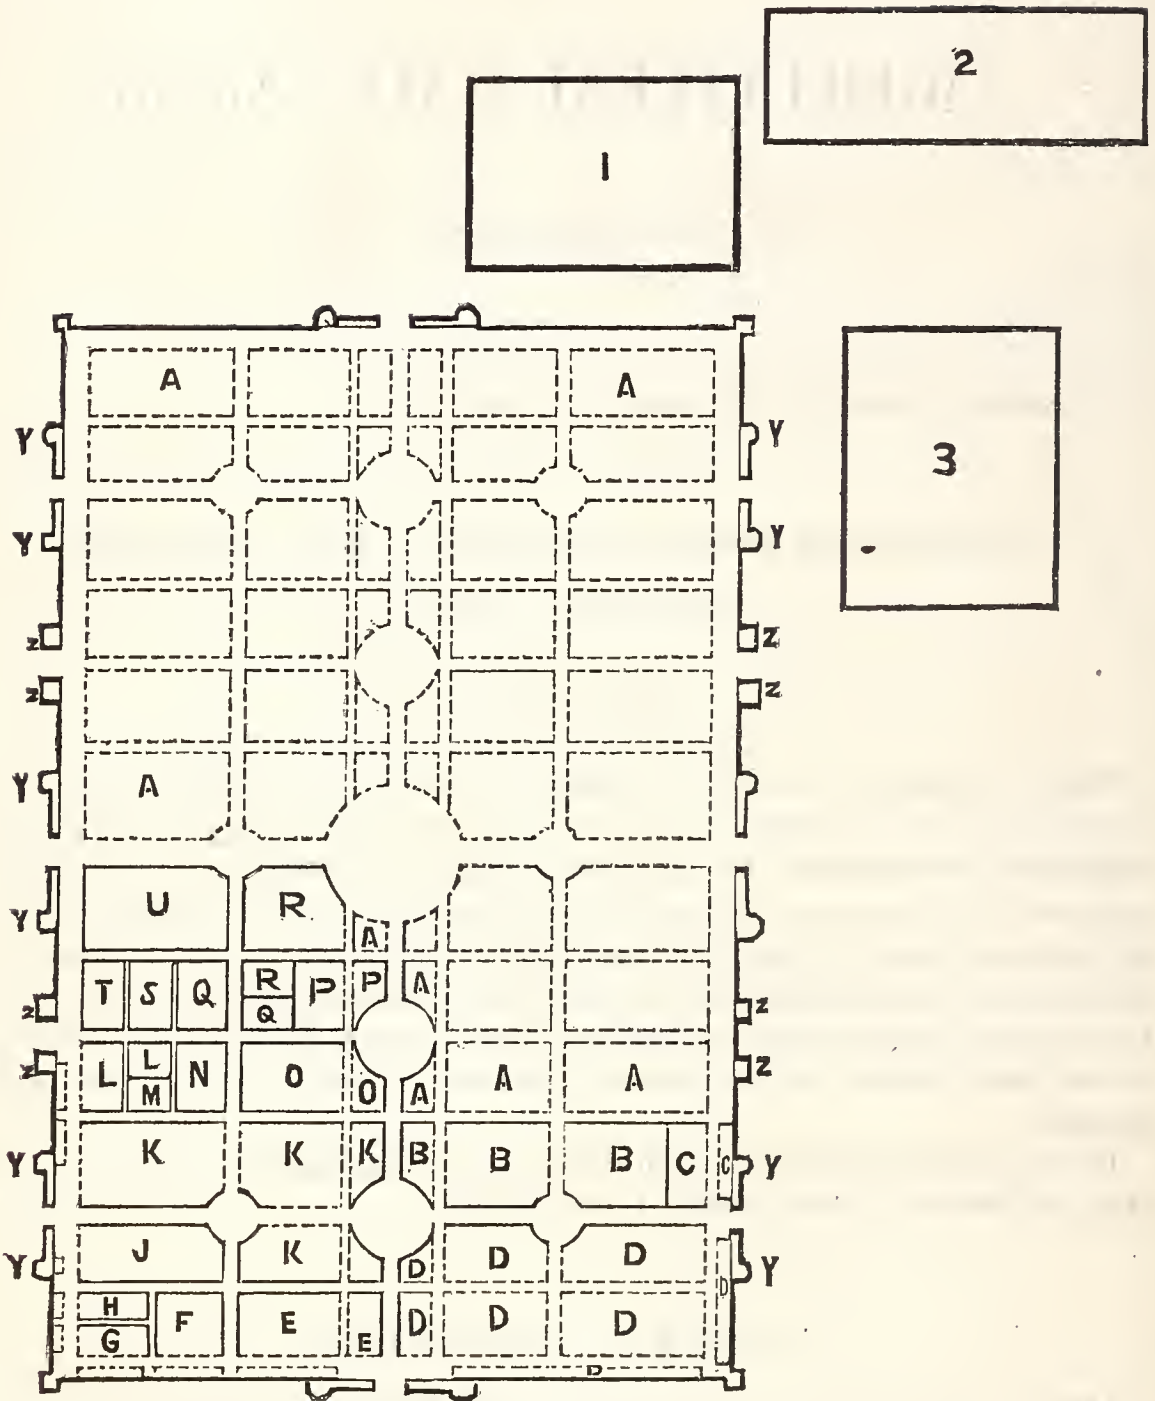 2
1
A A
Y Y
3
Y Y
Z Z
Z Z
Y A
Y U R
A
T S Q R P P A
Q
Z Z
L L N O A A Z
Z M O A
K K K B B B C C
Y Y
J K D D D
Y D Y
D
H F E D D D
G E
D